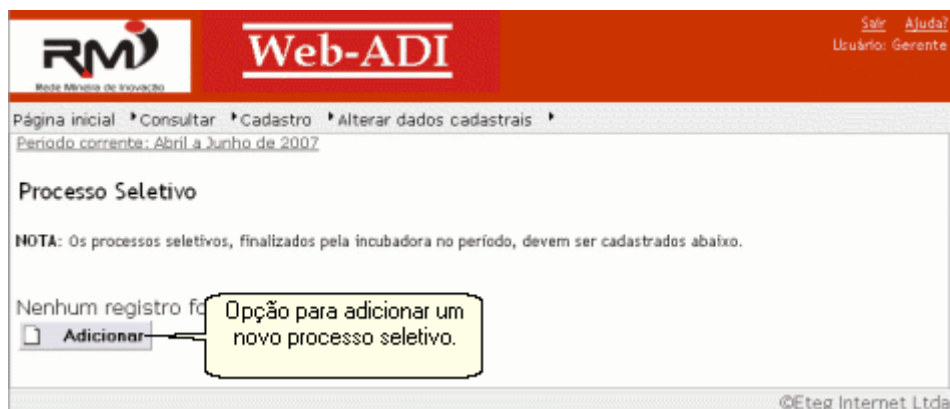 RMI
Rede Mineira de Inovação
Web-ADI
Sair Ajuda?
Usuário: Gerente
Página inicial Consultar Cadastro Alterar dados cadastrais
Período corrente: Abril a Junho de 2007
Processo Seletivo
NOTA: Os processos seletivos, finalizados pela incubadora no período, devem ser cadastrados abaixo.
Nenhum registro
Opção para adicionar um
novo processo seletivo.
Adicionar
©Eteg Internet Ltda